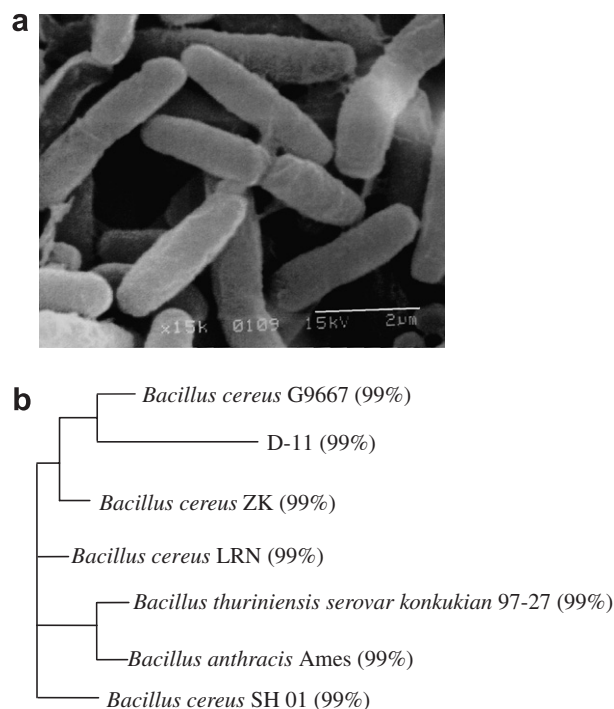 a
x15k 0109 15kV 2μm
b
Bacillus cereus G9667 (99%)
D-11 (99%)
Bacillus cereus ZK (99%)
Bacillus cereus LRN (99%)
Bacillus thuriniensis serovar konkukian 97-27 (99%)
Bacillus anthracis Ames (99%)
Bacillus cereus SH 01 (99%)